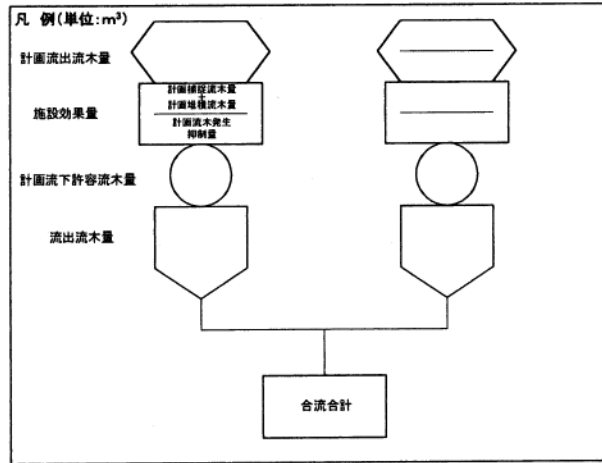 凡 例(単位:m³)
計画流出流木量
施設効果量
計画捕捉流木量
+
計画堆積流木量
計画流木発生
抑制量
計画流下許容流木量
流出流木量
合流合計